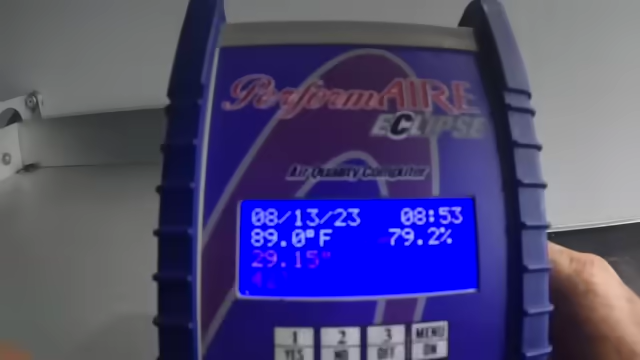 PerformAIRE
ECLIPSE
Air Quality Computer
08/13/23 08:53
89.0°F 79.2%
29.15"
1 2 3 MENU
YES NO OFF ON